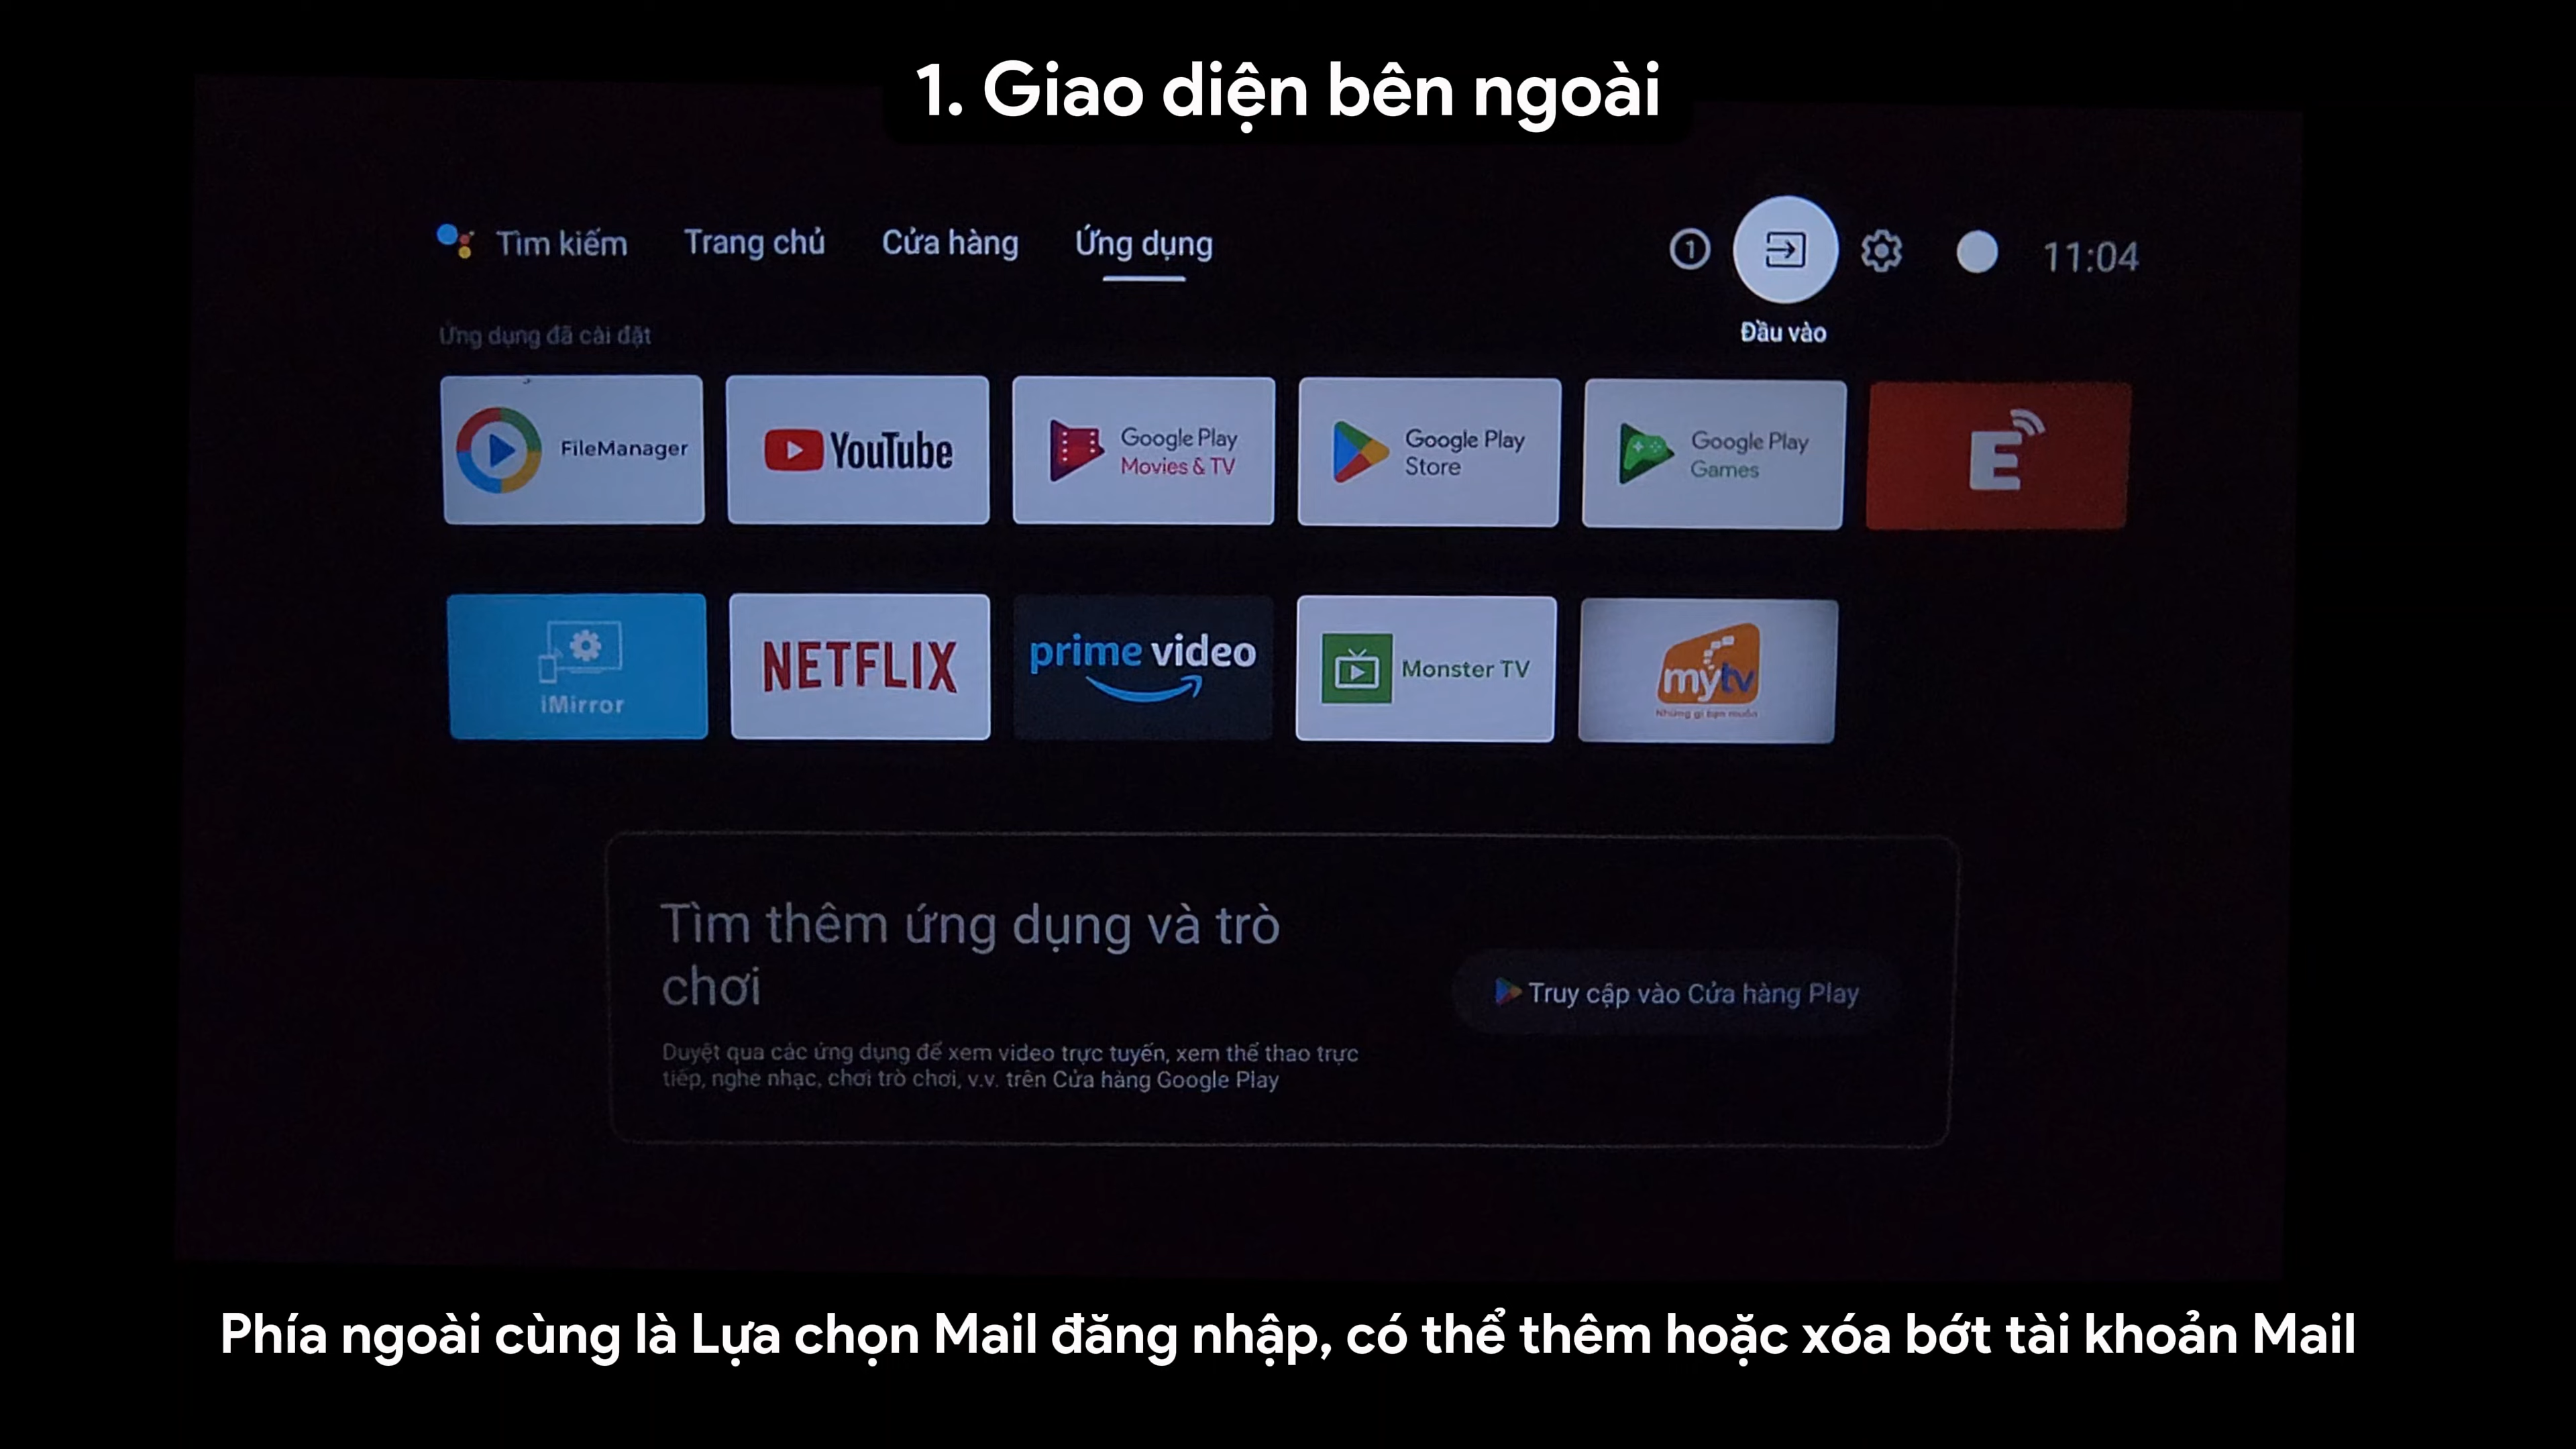 1. Giao diện bên ngoài
Tìm kiếm Trang chủ Cửa hàng Ứng dụng 1 11:04
Đầu vào
Ứng dụng đã cài đặt
FileManager
YouTube
Google Play
Movies & TV
Google Play
Store
Google Play
Games
E
iMirror
NETFLIX
prime video
Monster TV
mytv
Những gì bạn muốn
Tìm thêm ứng dụng và trò
chơi
Truy cập vào Cửa hàng Play
Duyệt qua các ứng dụng để xem video trực tuyến, xem thể thao trực
tiếp, nghe nhạc, chơi trò chơi, v.v. trên Cửa hàng Google Play
Phía ngoài cùng là Lựa chọn Mail đăng nhập, có thể thêm hoặc xóa bớt tài khoản Mail